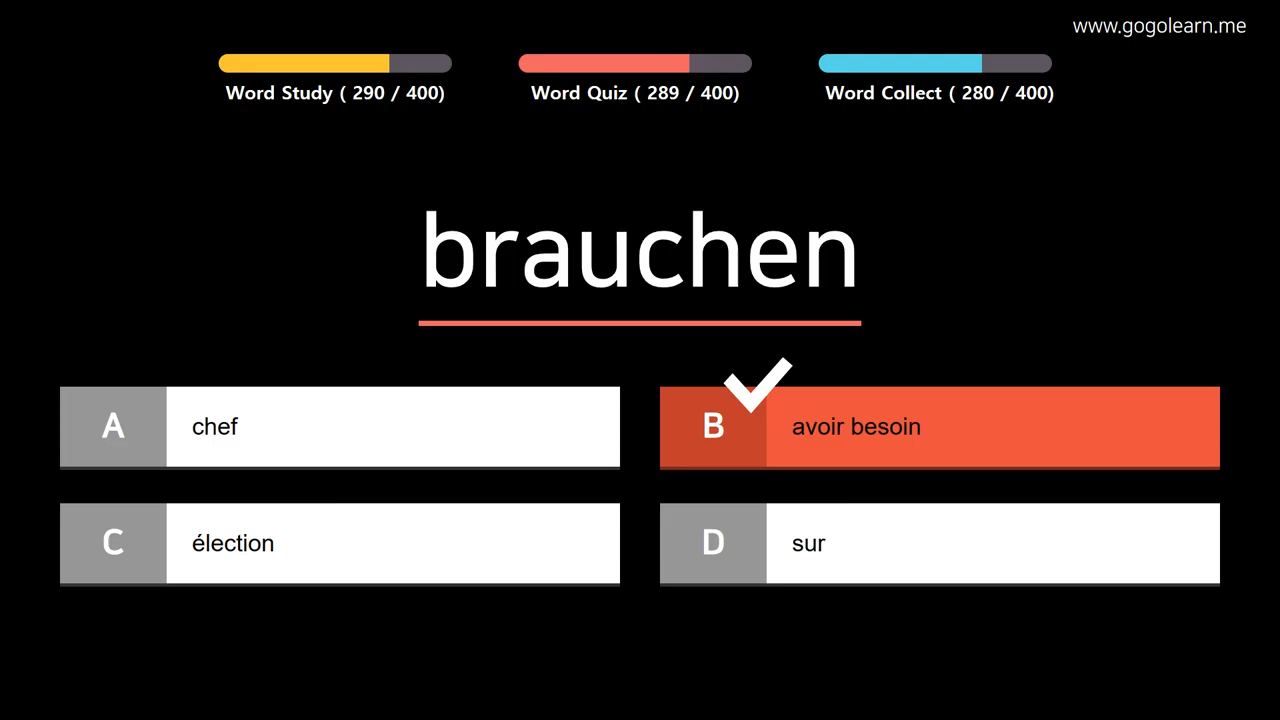 www.gogolearn.me
Word Study ( 290 / 400)
Word Quiz ( 289 / 400)
Word Collect ( 280 / 400)
brauchen
A chef
B avoir besoin
C élection
D sur